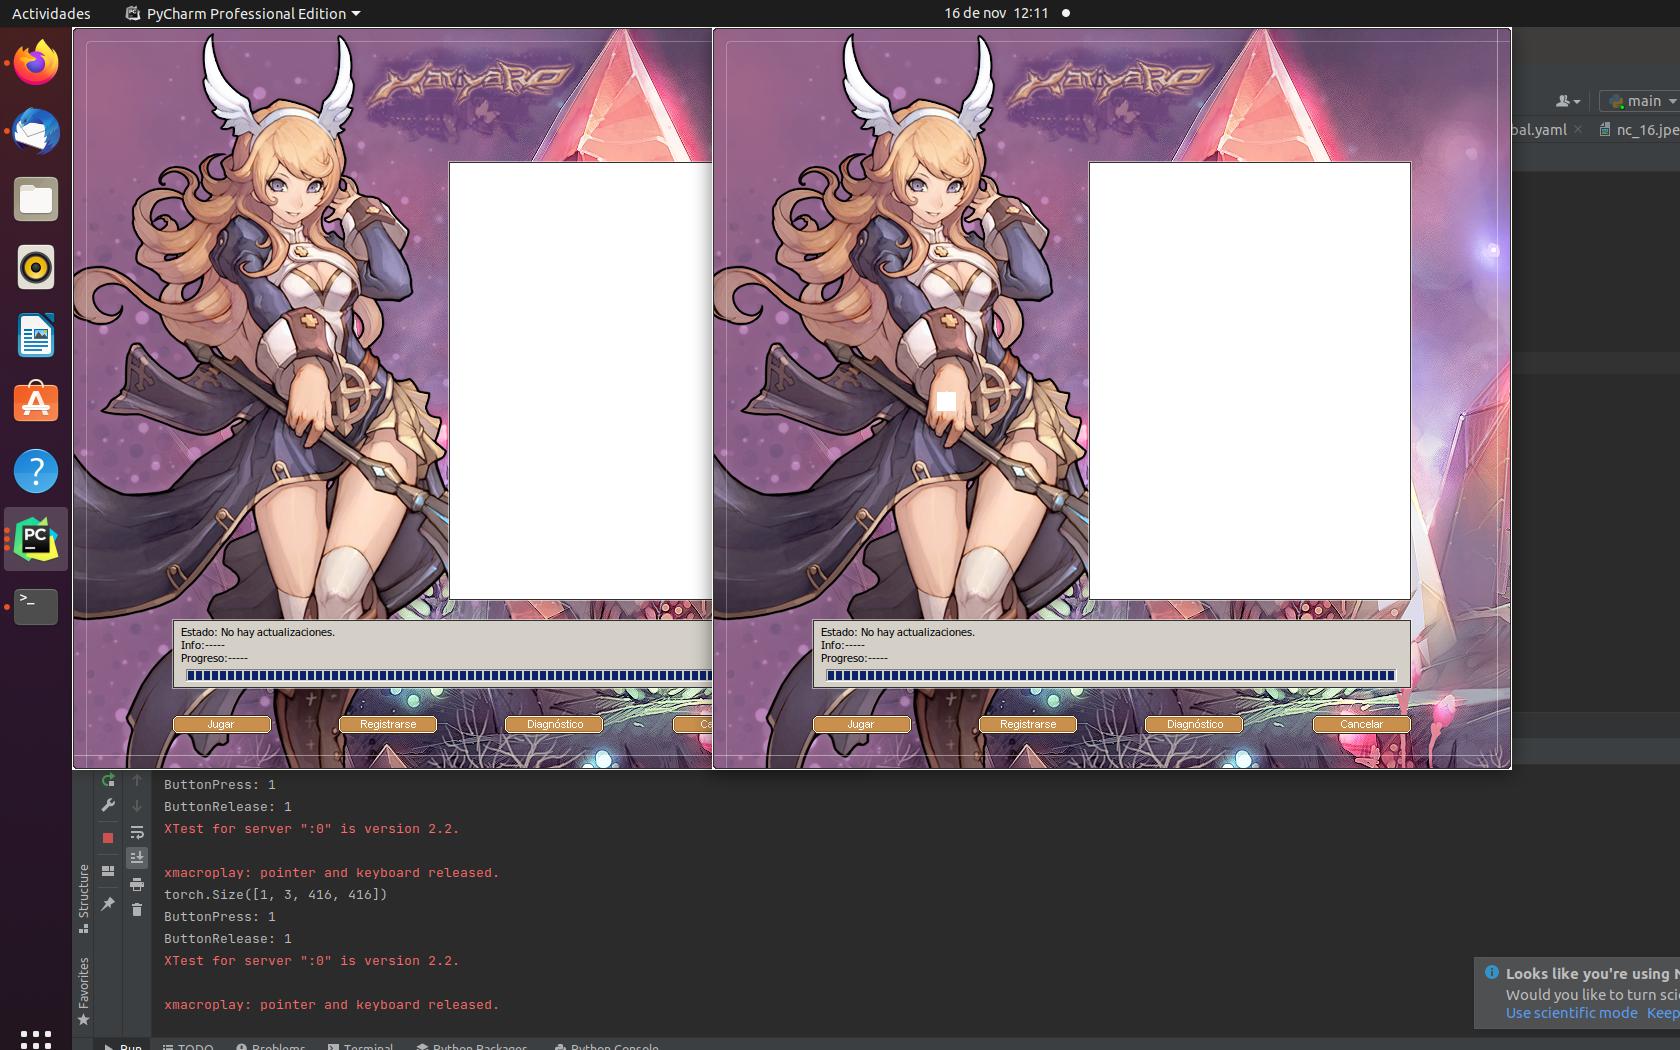 Actividades
PyCharm Professional Edition
16 de nov 12:11
XatiyaRO
XatiyaRO
main
bal.yaml
nc_16.jpe
Estado: No hay actualizaciones.
Info:-----
Progreso:-----
Estado: No hay actualizaciones.
Info:-----
Progreso:-----
Jugar
Registrarse
Diagnóstico
Ca
Jugar
Registrarse
Diagnóstico
Cancelar
ButtonPress: 1
ButtonRelease: 1
XTest for server ":0" is version 2.2.
xmacroplay: pointer and keyboard released.
torch.Size([1, 3, 416, 416])
ButtonPress: 1
ButtonRelease: 1
XTest for server ":0" is version 2.2.
xmacroplay: pointer and keyboard released.
Structure
Favorites
Looks like you're using N
Would you like to turn scie
Use scientific mode Keep
Run
TODO
Problems
Terminal
Python Packages
Python Console
PC